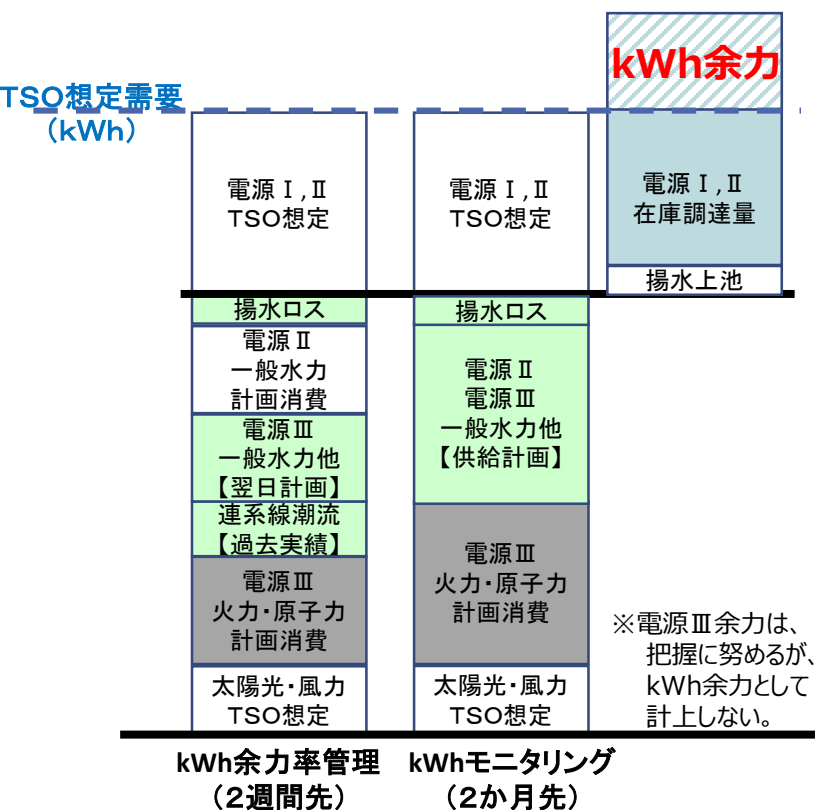 kWh余力
TSO想定需要
（kWh）
電源Ⅰ,Ⅱ
TSO想定
電源Ⅰ,Ⅱ
TSO想定
電源Ⅰ,Ⅱ
在庫調達量
揚水上池
揚水ロス
電源Ⅱ
一般水力
計画消費
電源Ⅲ
一般水力他
【翌日計画】
連系線潮流
【過去実績】
電源Ⅲ
火力・原子力
計画消費
太陽光・風力
TSO想定
揚水ロス
電源Ⅱ
電源Ⅲ
一般水力他
【供給計画】
電源Ⅲ
火力・原子力
計画消費
太陽光・風力
TSO想定
※電源Ⅲ余力は、
把握に努めるが、
kWh余力として
計上しない。
kWh余力率管理
（2週間先）
kWhモニタリング
（2か月先）